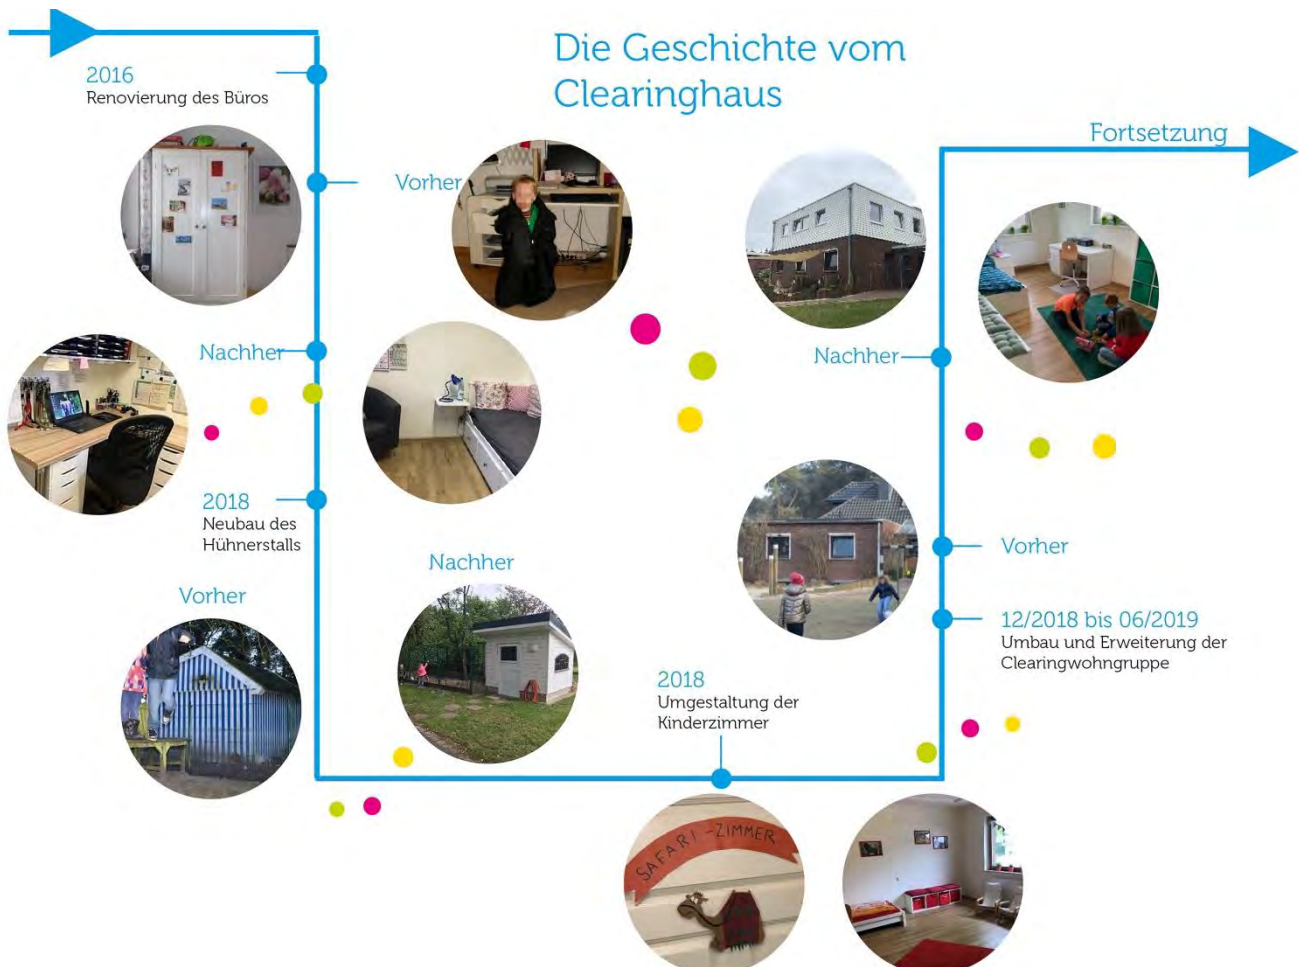 Die Geschichte vom
Clearinghaus
2016
Renovierung des Büros
Vorher
Nachher
2018
Neubau des
Hühnerstalls
Vorher
Nachher
2018
Umgestaltung der
Kinderzimmer
SAFARI-ZIMMER
12/2018 bis 06/2019
Umbau und Erweiterung der
Clearingwohngruppe
Vorher
Nachher
Fortsetzung